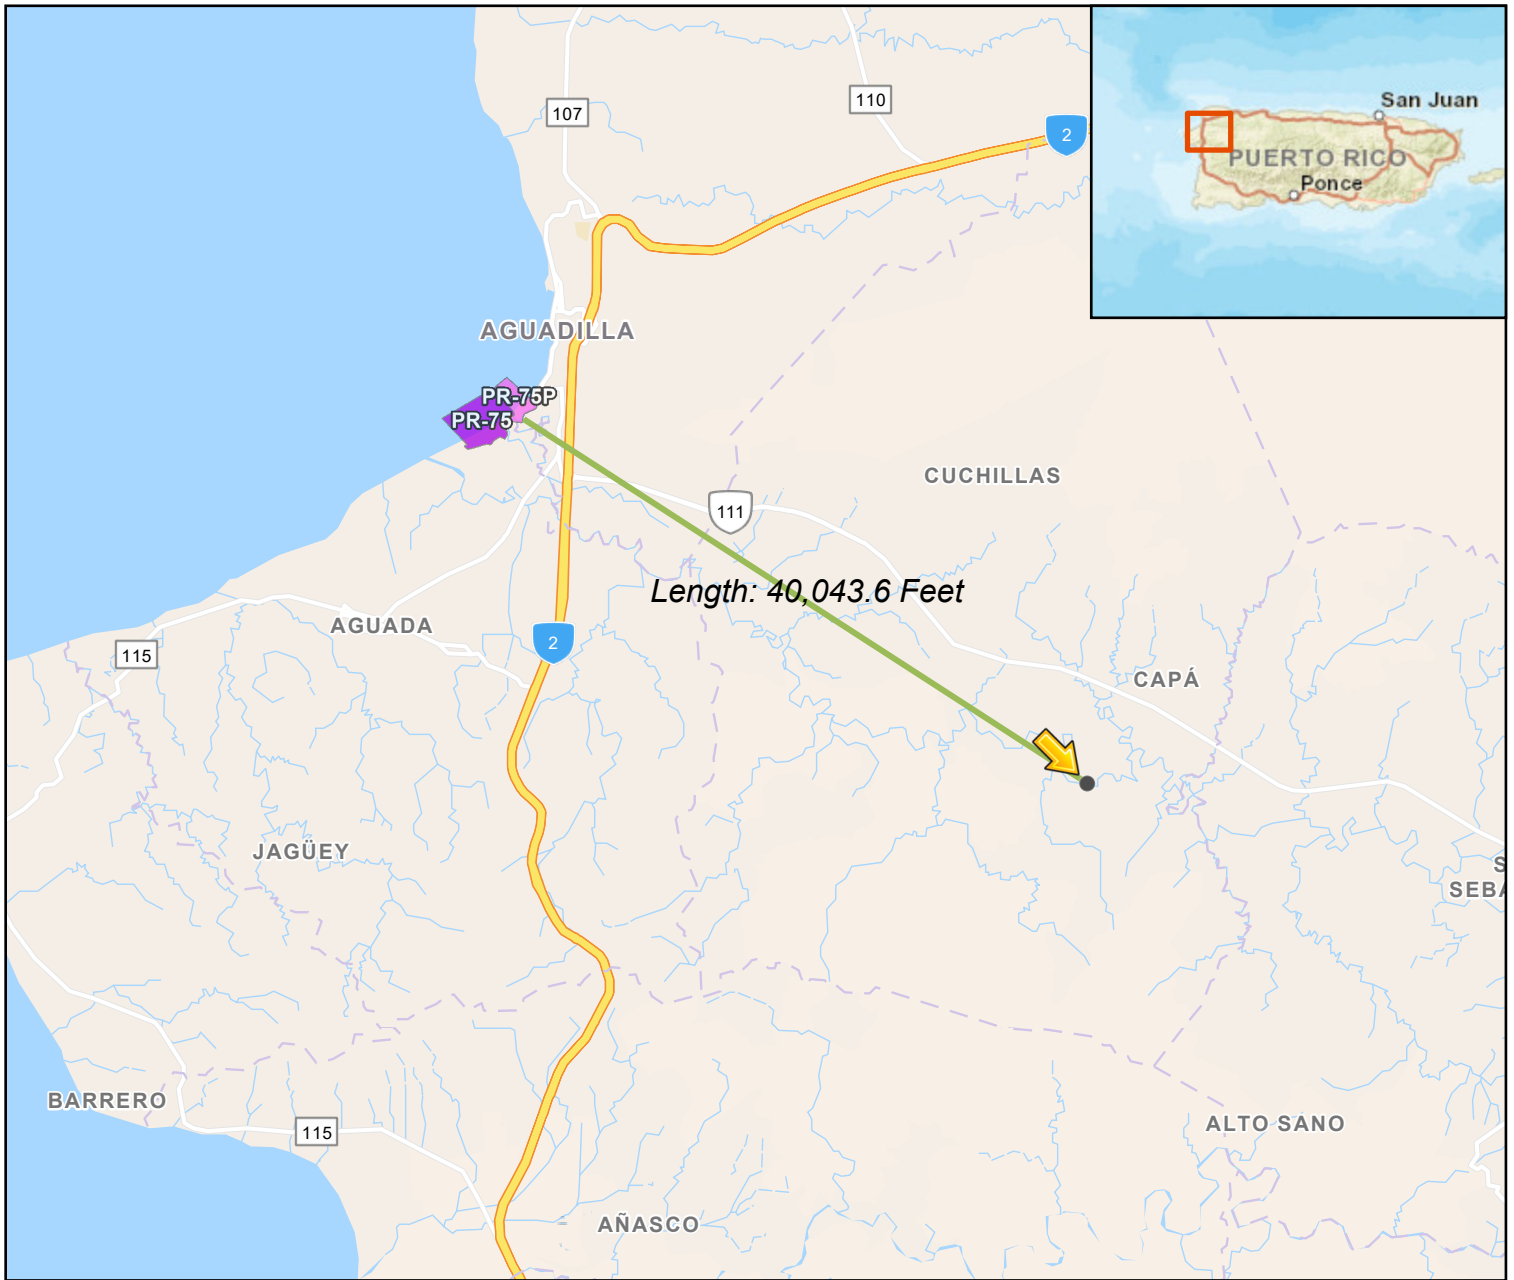 107
110
2
San Juan
PUERTO RICO
Ponce
AGUADILLA
PR-75P
PR-75
CUCHILLAS
111
Length: 40,043.6 Feet
AGUADA
2
115
CAPÁ
JAGÜEY
S
SEBA
BARRERO
115
ALTO SANO
AÑASCO